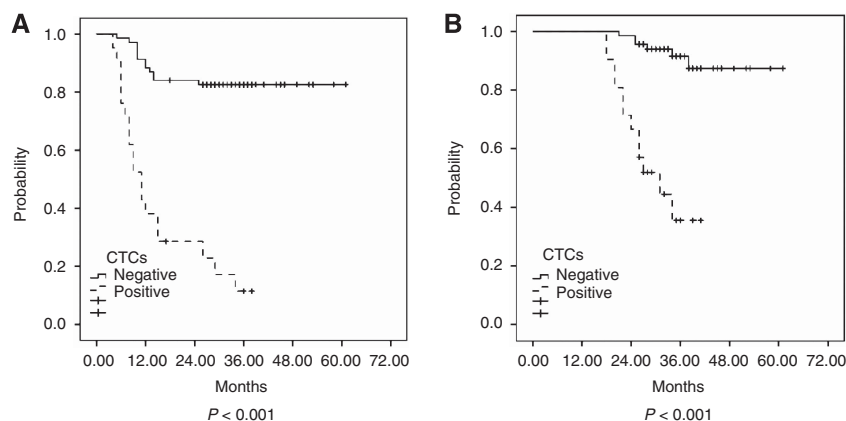 A
1.0
0.8
0.6
0.4
0.2
0.0
Probability
CTCs
Negative
Positive
0.00 12.00 24.00 36.00 48.00 60.00 72.00
Months
P < 0.001
B
1.0
0.8
0.6
0.4
0.2
0.0
Probability
CTCs
Negative
Positive
0.00 12.00 24.00 36.00 48.00 60.00 72.00
Months
P < 0.001